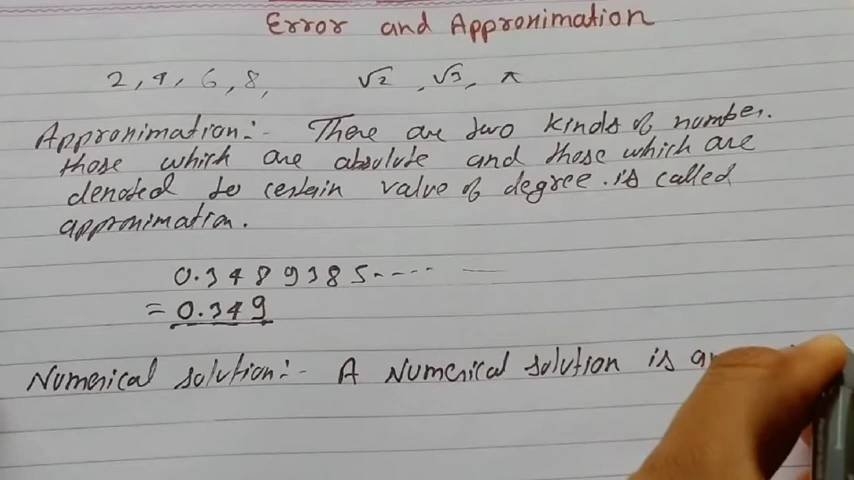 Error and Approximation
2, 4, 6, 8, √2, √3, π
Approximation:- There are two kinds of number.
those which are absolute and those which are
denoted to certain value of degree. is called
approximation.
0.3489385---- —
= 0.349
Numerical solution:- A Numerical solution is